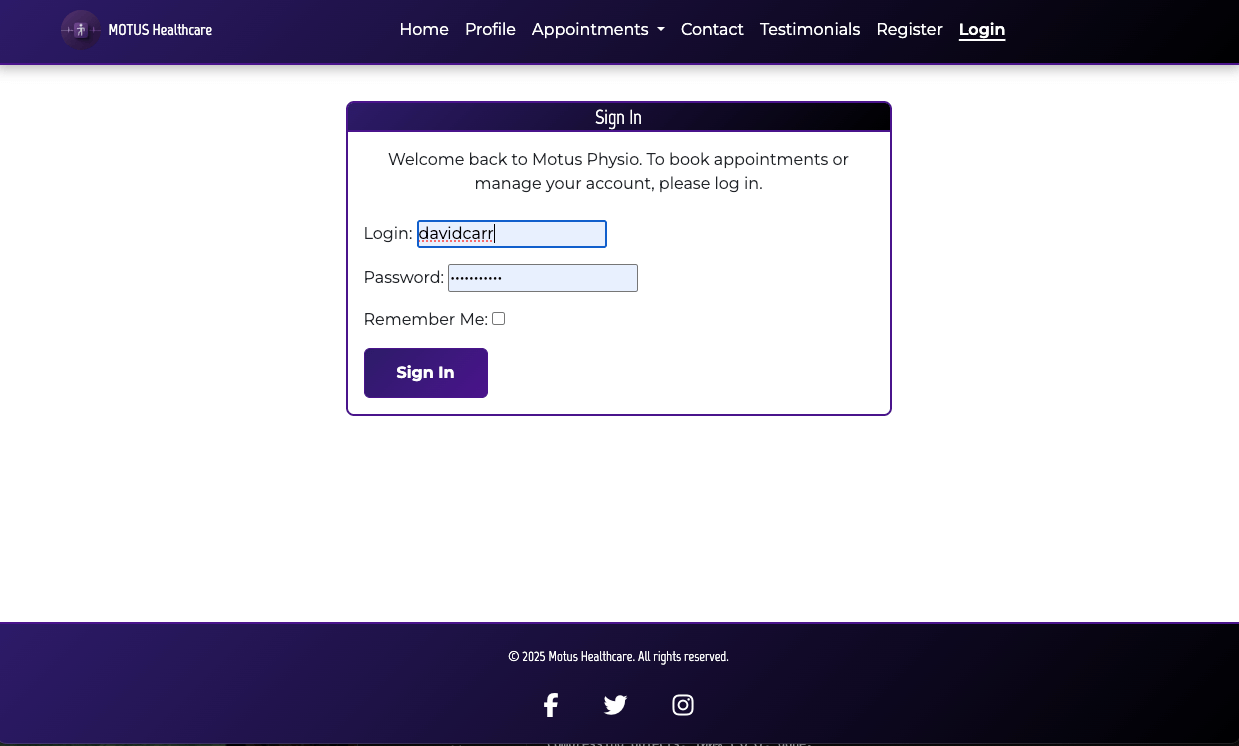 MOTUS Healthcare
Home Profile Appointments Contact Testimonials Register Login
Sign In
Welcome back to Motus Physio. To book appointments or
manage your account, please log in.
Login: davidcarr
Password: •••••••••••
Remember Me:
Sign In
© 2025 Motus Healthcare. All rights reserved.